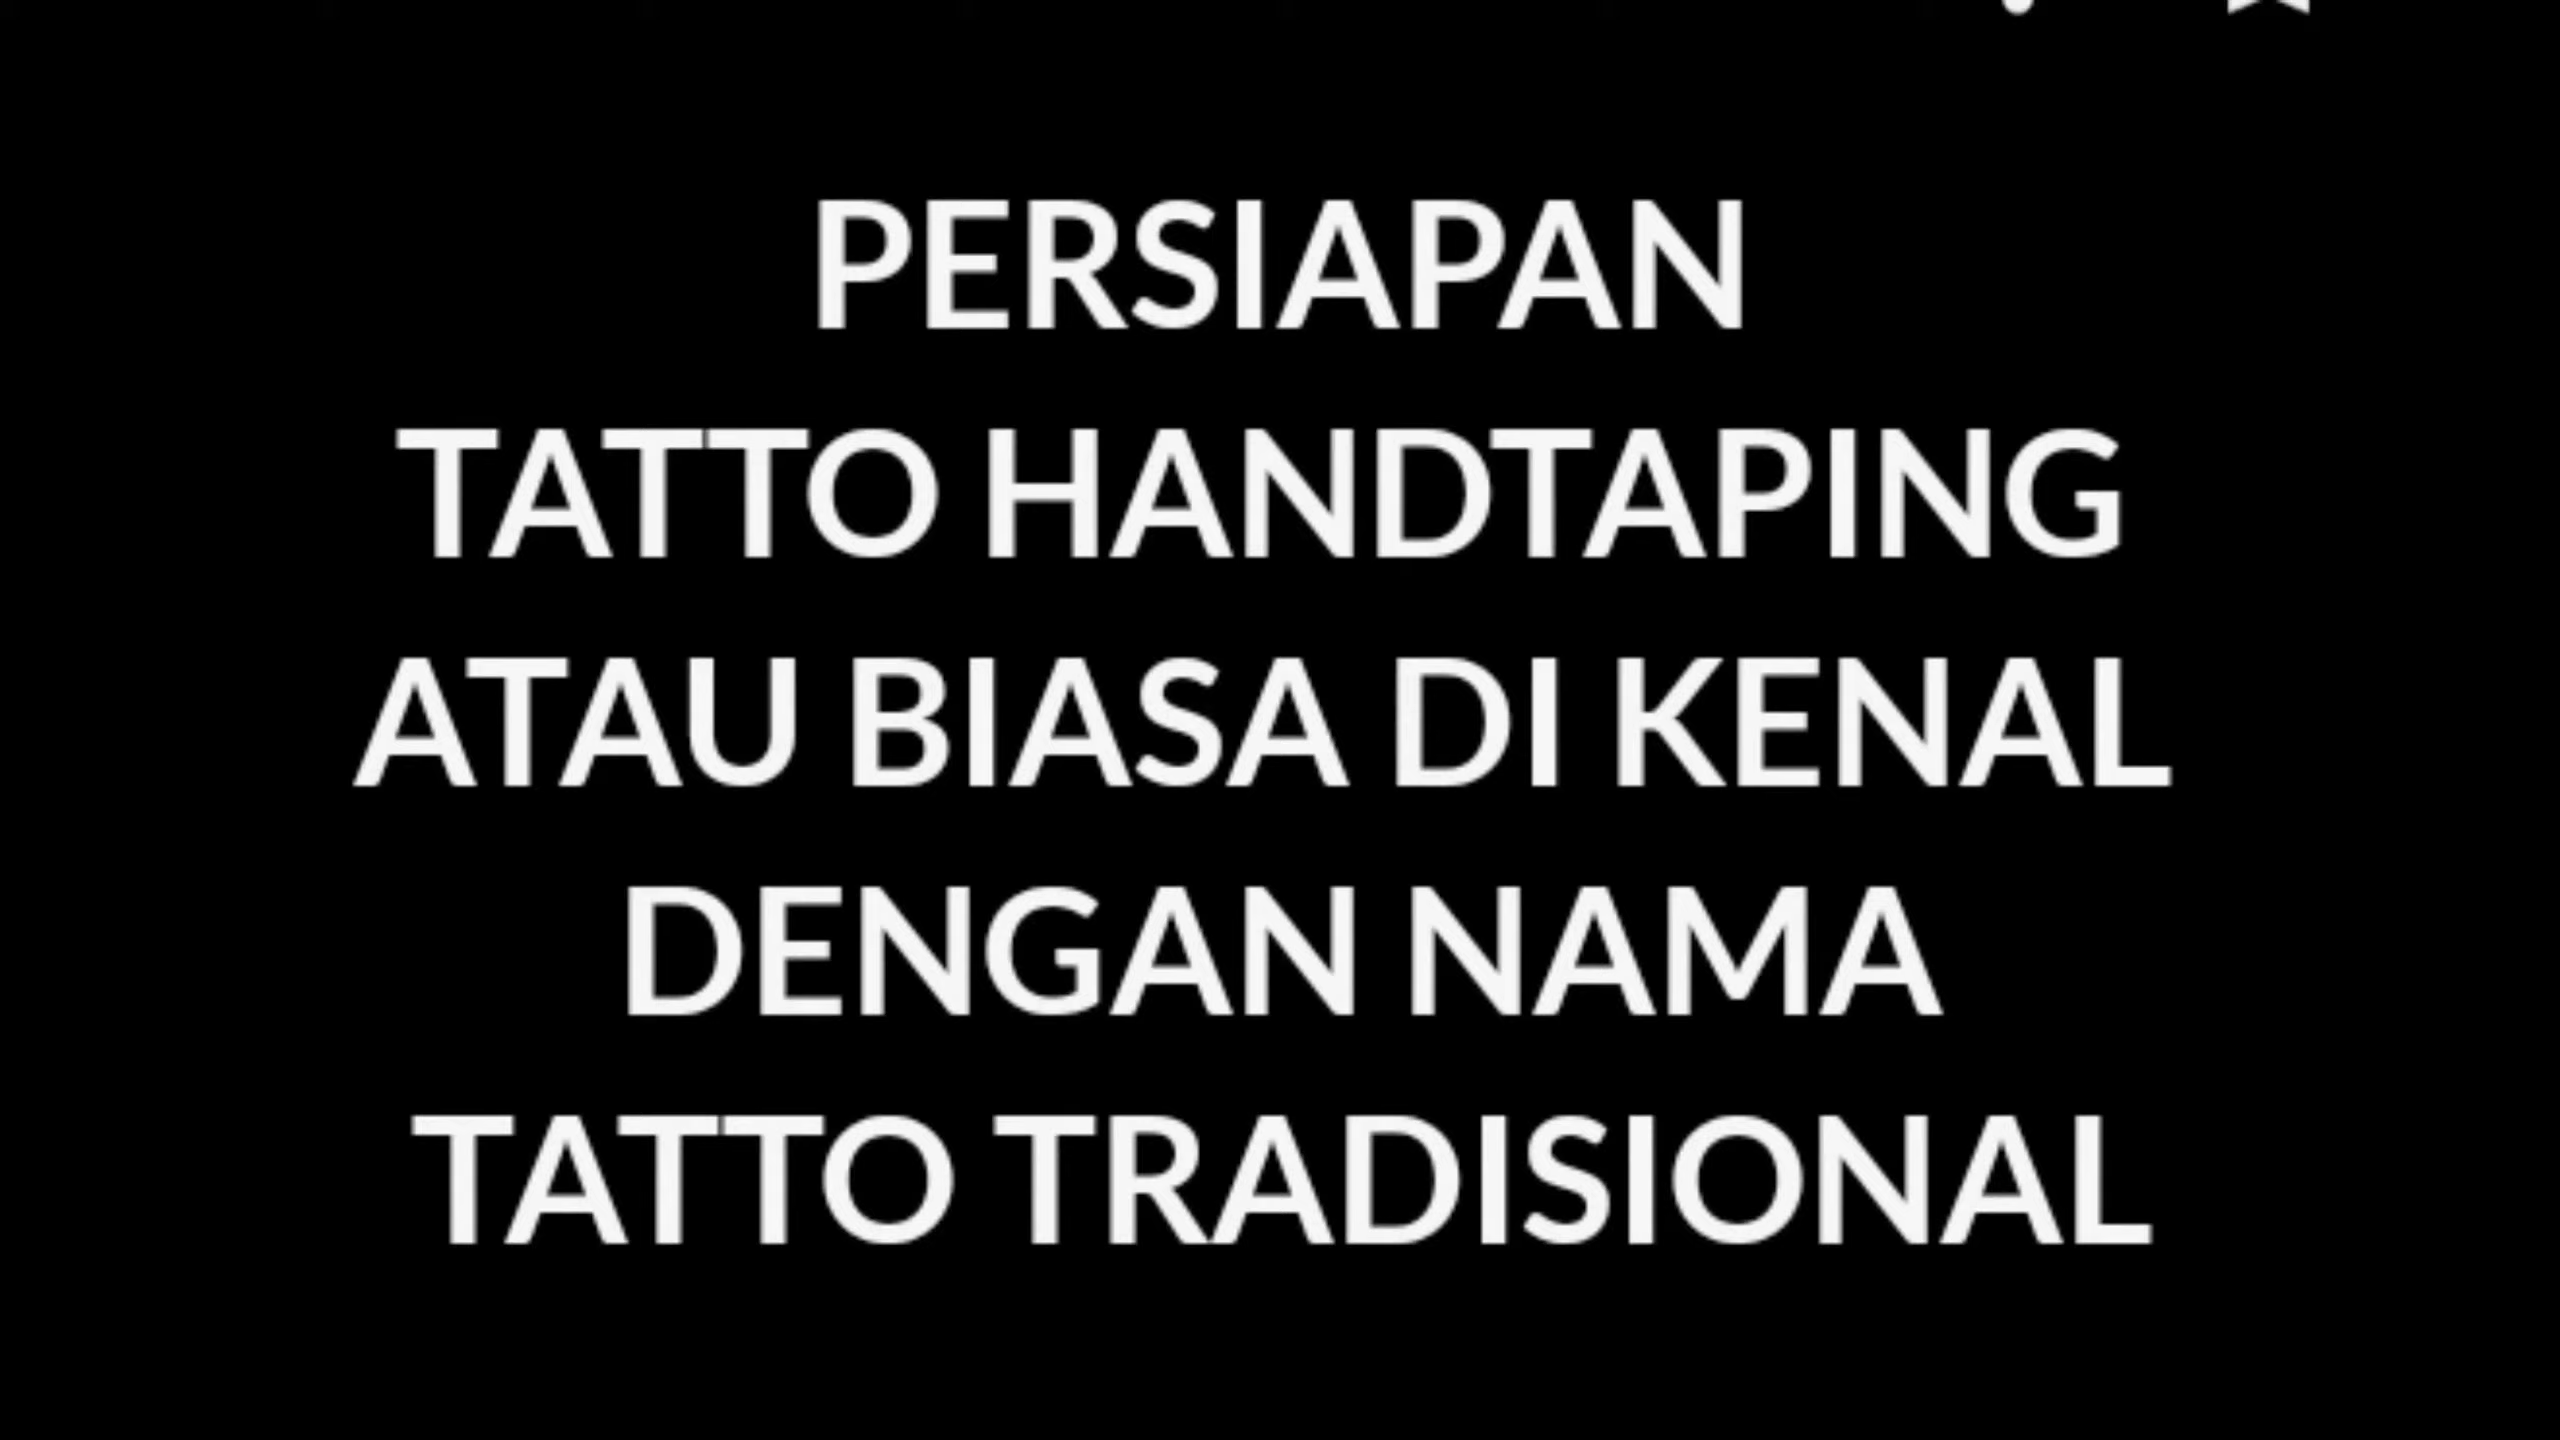 PERSIAPAN
TATTO HANDTAPING
ATAU BIASA DI KENAL
DENGAN NAMA
TATTO TRADISIONAL